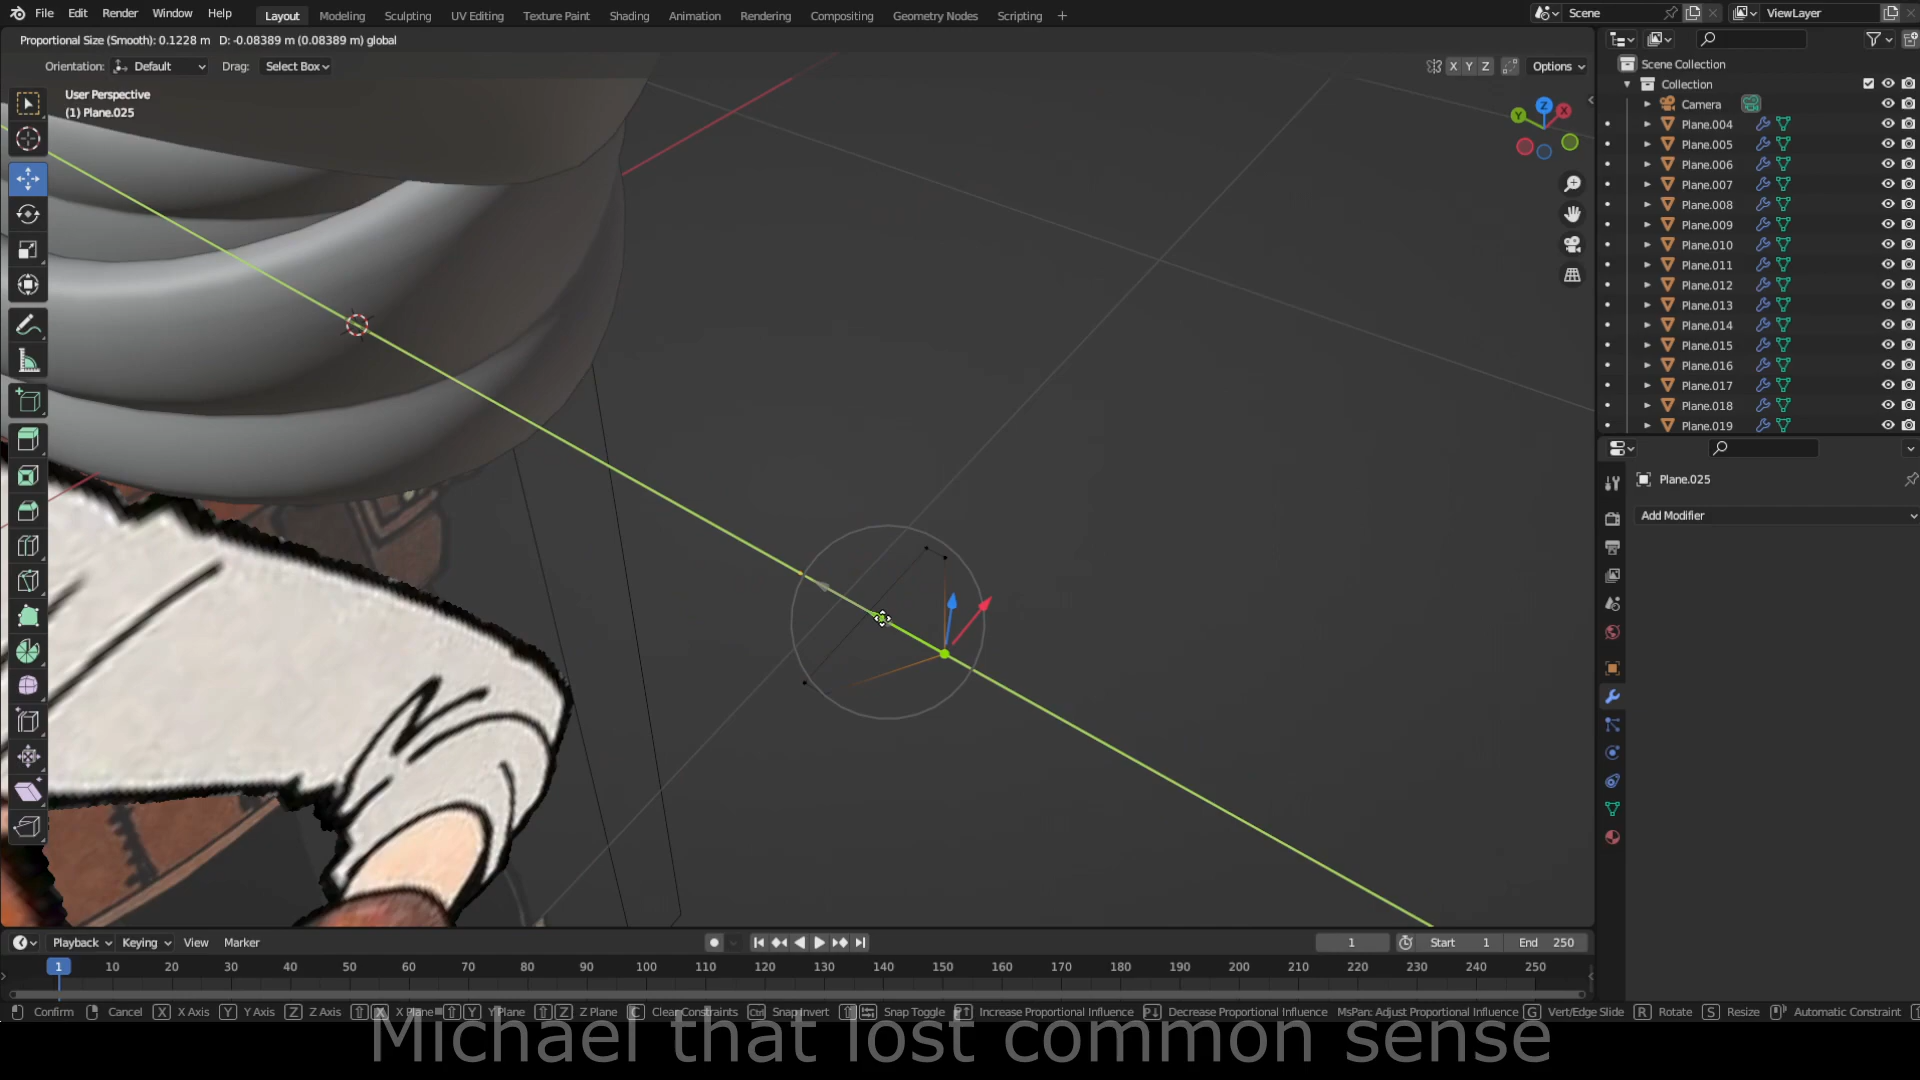 File Edit Render Window Help Layout Modeling Sculpting UV Editing Texture Paint Shading Animation Rendering Compositing Geometry Nodes Scripting + Scene ViewLayer
Proportional Size (Smooth): 0.1228 m D: -0.08389 m (0.08389 m) global
Orientation: Default Drag: Select Box X Y Z Options
User Perspective
(1) Plane.025
Z
X
Y
Scene Collection
Collection
Camera
Plane.004
Plane.005
Plane.006
Plane.007
Plane.008
Plane.009
Plane.010
Plane.011
Plane.012
Plane.013
Plane.014
Plane.015
Plane.016
Plane.017
Plane.018
Plane.019
Plane.025
Add Modifier
Playback Keying View Marker 1 Start 1 End 250
1 10 20 30 40 50 60 70 80 90 100 110 120 130 140 150 160 170 180 190 200 210 220 230 240 250
Confirm Cancel X X Axis Y Y Axis Z Z Axis X X Plane Y Y Plane Z Z Plane C Clear Constraints Ctrl Snap Invert Snap Toggle Increase Proportional Influence Decrease Proportional Influence MsPan: Adjust Proportional Influence G Vert/Edge Slide R Rotate S Resize Automatic Constraint
Michael that lost common sense